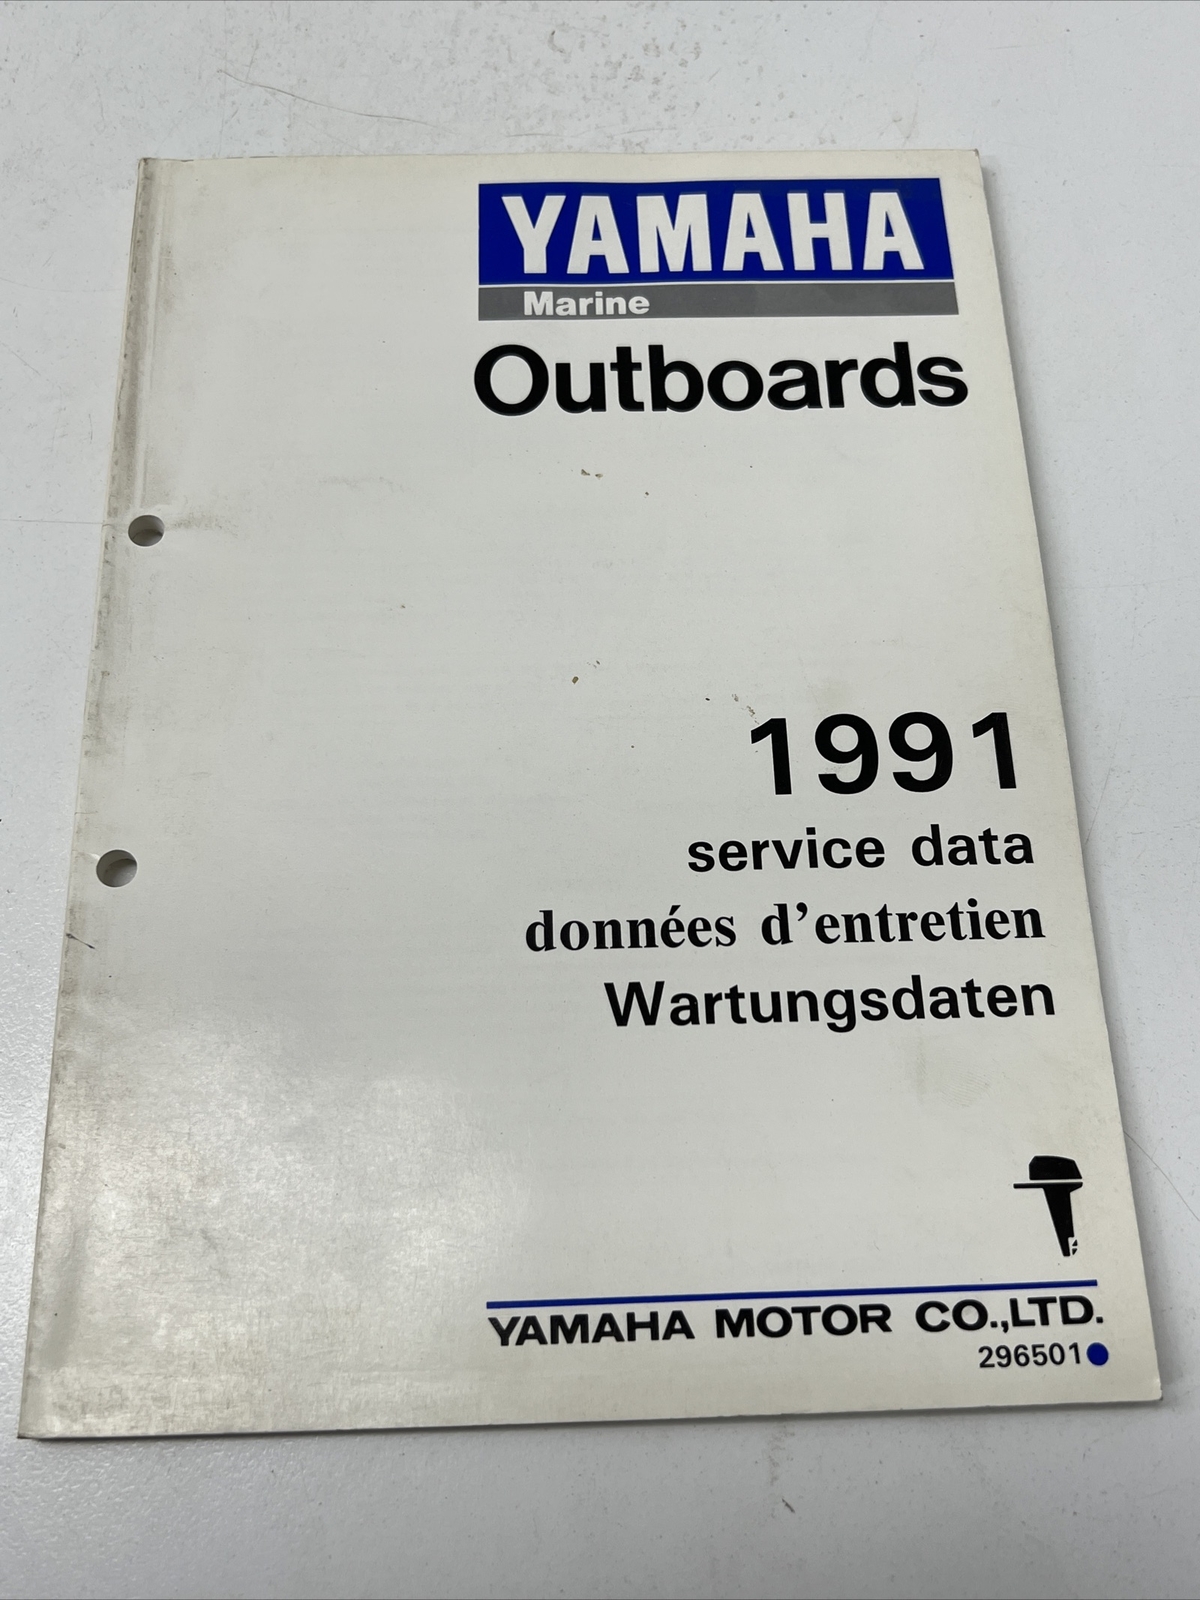 YAMAHA
Marine
Outboards
1991
service data
données d'entretien
Wartungsdaten
YAMAHA MOTOR CO.,LTD.
296501